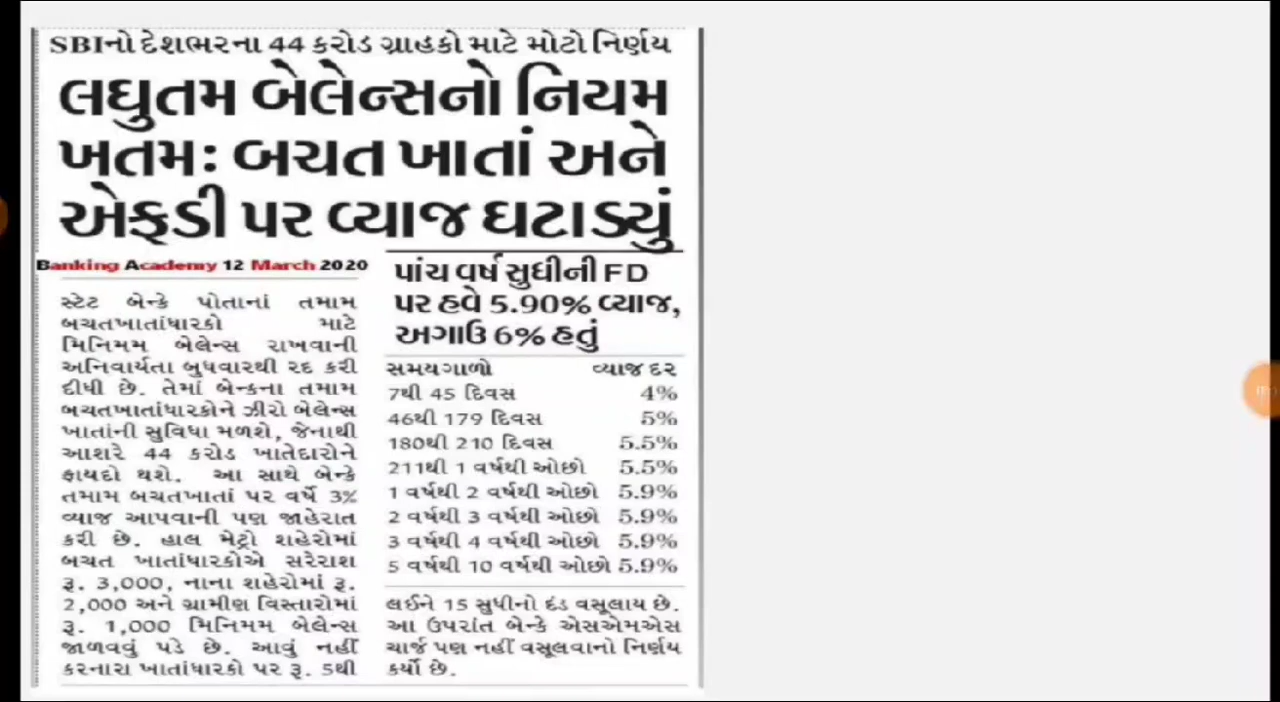 SBIનો દેશભરના 44 કરોડ ગ્રાહકો માટે મોટો નિર્ણય
લઘુતમ બેલેન્સનો નિયમ
ખતમઃ બચત ખાતાં અને
એફડી પર વ્યાજ ઘટાડ્યું
Banking Academy 12 March 2020
સ્ટેટ બેન્કે પોતાનાં તમામ
બચતખાતાંધારકો માટે
મિનિમમ બેલેન્સ રાખવાની
અનિવાર્યતા બુધવારથી રદ કરી
દીધી છે. તેમાં બેન્કના તમામ
બચતખાતાંધારકોને ઝીરો બેલેન્સ
ખાતાંની સુવિધા મળશે, જેનાથી
આશરે 44 કરોડ ખાતેદારોને
ફાયદો થશે. આ સાથે બેન્કે
તમામ બચતખાતાં પર વર્ષે 3%
વ્યાજ આપવાની પણ જાહેરાત
કરી છે. હાલ મેટ્રો શહેરોમાં
બચત ખાતાંધારકોએ સરેરાશ
રૂ. 3,000, નાના શહેરોમાં રૂ.
2,000 અને ગ્રામીણ વિસ્તારોમાં
રૂ. 1,000 મિનિમમ બેલેન્સ
જાળવવું પડે છે. આવું નહીં
કરનારા ખાતાંધારકો પર રૂ. 5થી
પાંચ વર્ષ સુધીની FD
પર હવે 5.90% વ્યાજ,
અગાઉ 6% હતું
સમયગાળો વ્યાજ દર
7થી 45 દિવસ 4%
46થી 179 દિવસ 5%
180થી 210 દિવસ 5.5%
211થી 1 વર્ષથી ઓછો 5.5%
1 વર્ષથી 2 વર્ષથી ઓછો 5.9%
2 વર્ષથી 3 વર્ષથી ઓછો 5.9%
3 વર્ષથી 4 વર્ષથી ઓછો 5.9%
5 વર્ષથી 10 વર્ષથી ઓછો 5.9%
લઈને 15 સુધીનો દંડ વસૂલાય છે.
આ ઉપરાંત બેન્કે એસએમએસ
ચાર્જ પણ નહીં વસૂલવાનો નિર્ણય
કર્યો છે.